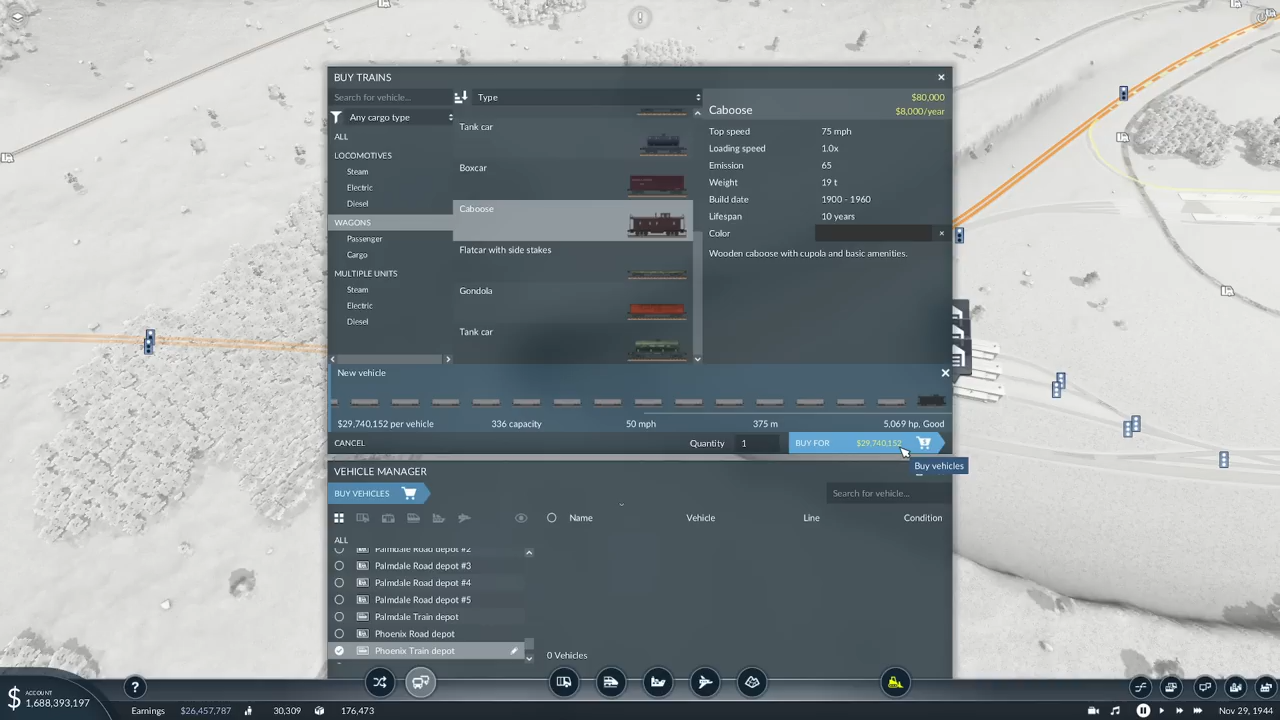 BUY TRAINS
Search for vehicle...
Type
$80,000
Caboose
$8,000/year
Any cargo type
ALL
LOCOMOTIVES
Steam
Electric
Diesel
WAGONS
Passenger
Cargo
MULTIPLE UNITS
Steam
Electric
Diesel
Tank car
Boxcar
Caboose
Flatcar with side stakes
Gondola
Tank car
Top speed 75 mph
Loading speed 1.0x
Emission 65
Weight 19 t
Build date 1900 - 1960
Lifespan 10 years
Color
Wooden caboose with cupola and basic amenities.
New vehicle
$29,740,152 per vehicle 336 capacity 50 mph 375 m 5,069 hp, Good
CANCEL Quantity 1 BUY FOR $29,740,152
Buy vehicles
VEHICLE MANAGER
BUY VEHICLES
Search for vehicle...
Name Vehicle Line Condition
ALL
Palmdale Road depot #2
Palmdale Road depot #3
Palmdale Road depot #4
Palmdale Road depot #5
Palmdale Train depot
Phoenix Road depot
Phoenix Train depot
0 Vehicles
$ ACCOUNT
1,688,393,197
?
Earnings $26,457,787 30,309 176,473
Nov 29, 1944